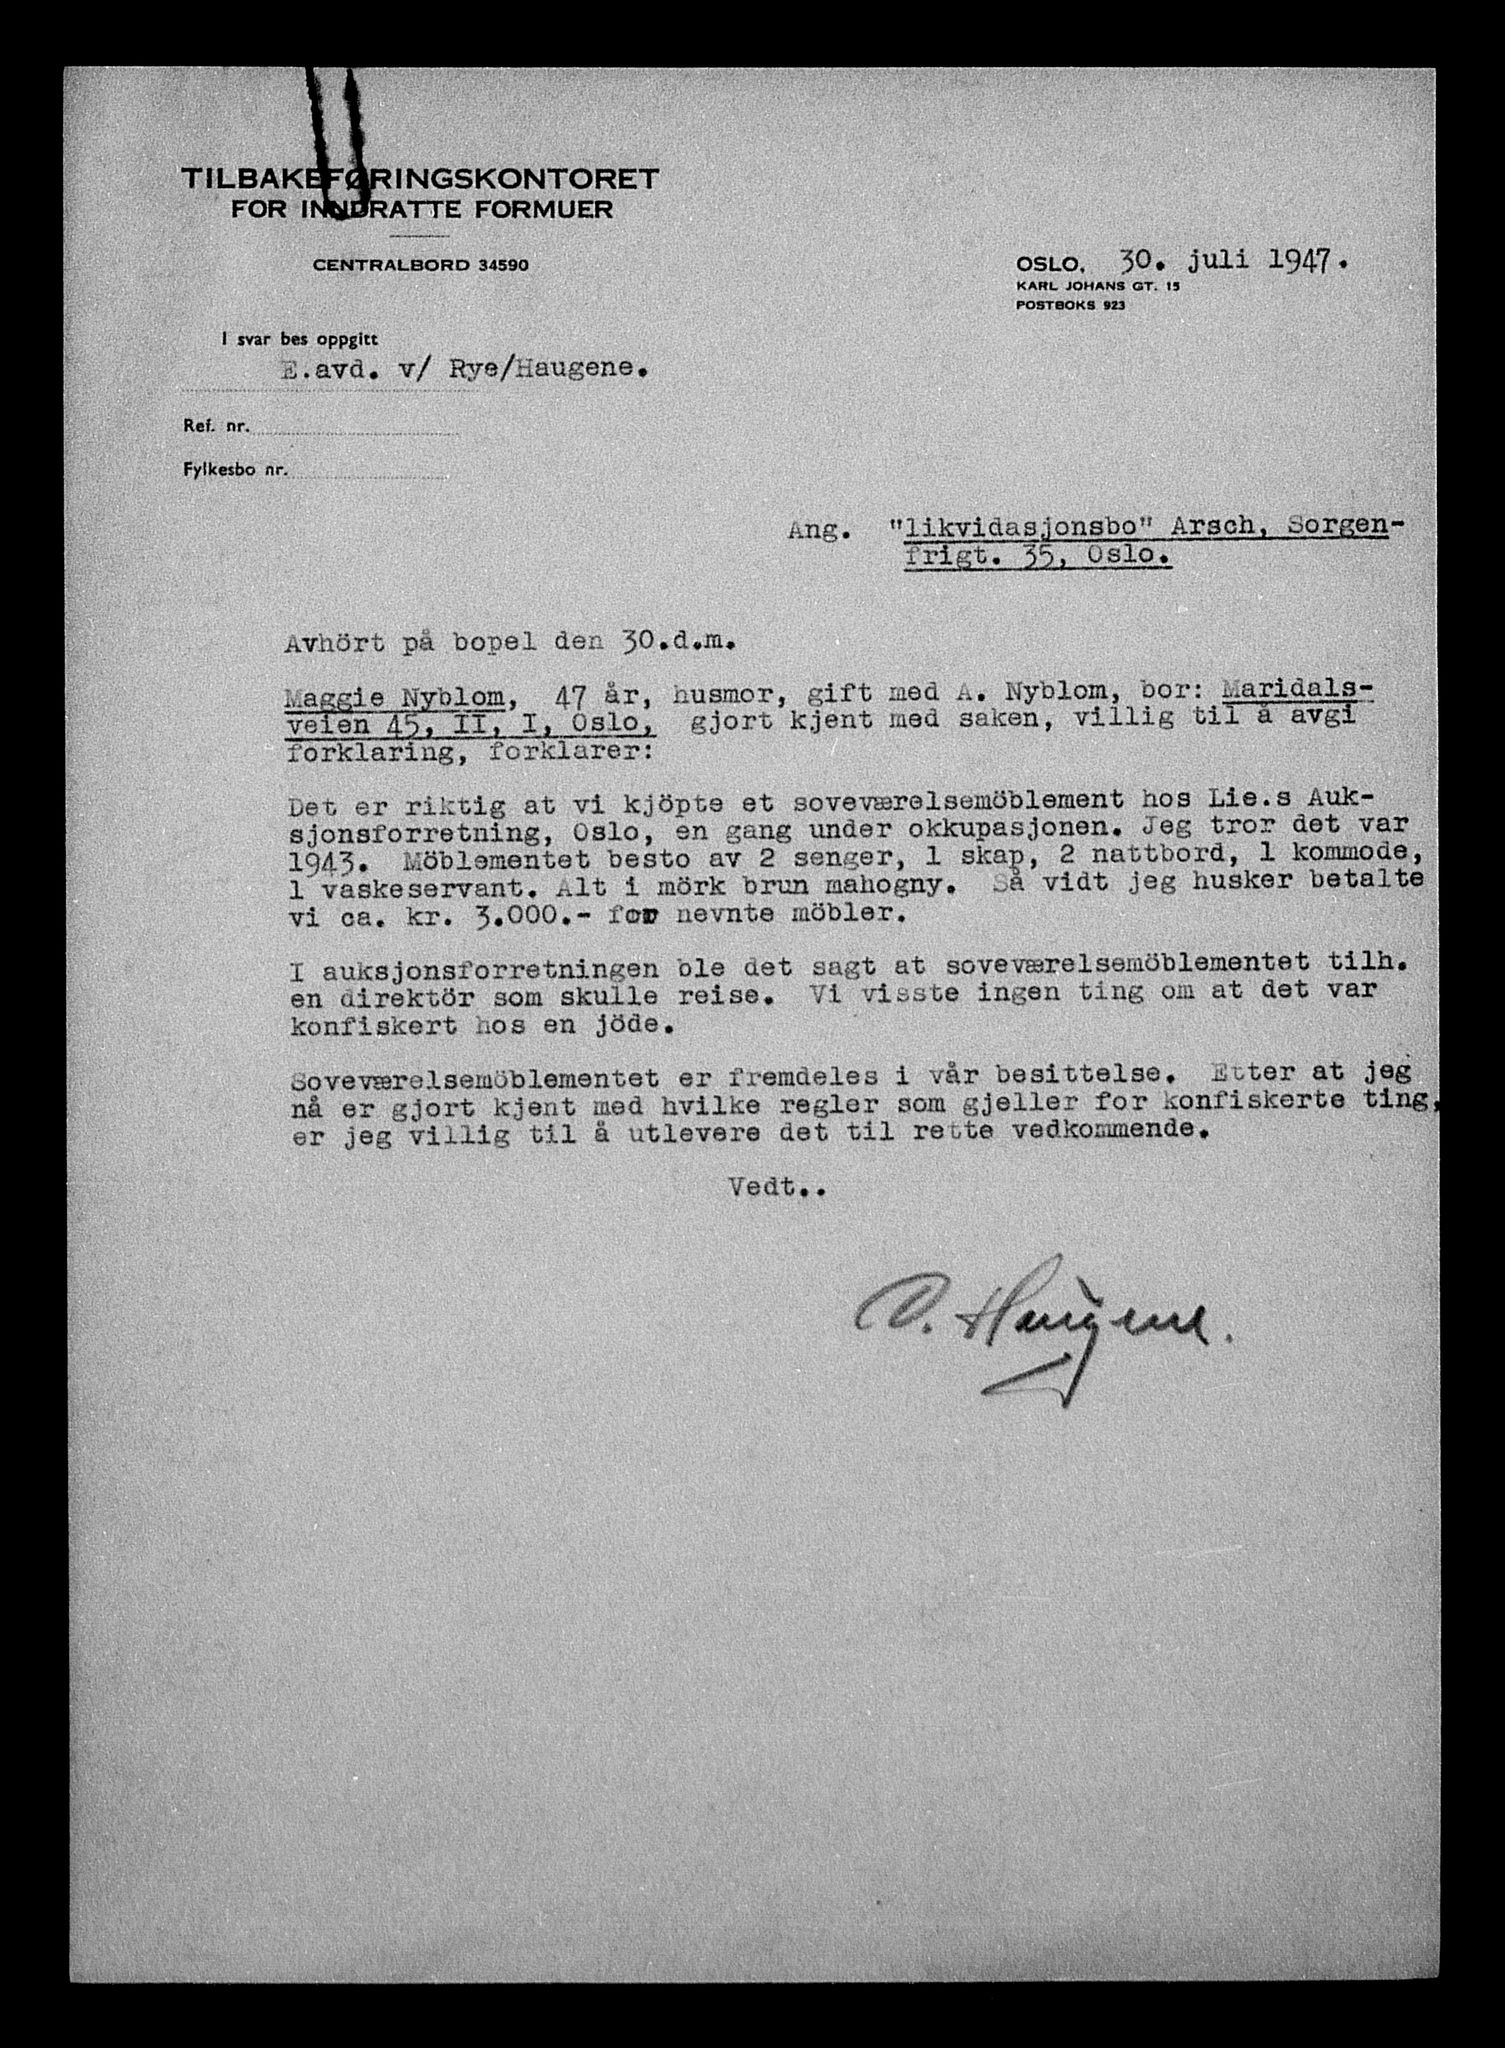 TILBAKEFØRINGSKONTORET
FOR INNDRATTE FORMUER
CENTRALBORD 34590
OSLO, 30. juli 1947.
KARL JOHANS GT. 15
POSTBOKS 923
I svar bes oppgitt
E.avd. v/ Rye/Haugene.
Ref. nr.
Fylkesbo nr.
Ang. "likvidasjonsbo" Arsch, Sorgen-
frigt. 35, Oslo.
Avhört på bopel den 30.d.m.
Maggie Nyblom, 47 år, husmor, gift med A. Nyblom, bor: Maridals-
veien 45, II, I, Oslo, gjort kjent med saken, villig til å avgi
forklaring, forklarer:
Det er riktig at vi kjöpte et soveværelsemöblement hos Lie.s Auk-
sjonsforretning, Oslo, en gang under okkupasjonen. Jeg tror det var
1943. Möblementet besto av 2 senger, 1 skap, 2 nattbord, 1 kommode,
1 vaskeservant. Alt i mörk brun mahogny. Så vidt jeg husker betalte
vi ca. kr. 3.000.- for nevnte möbler.
I auksjonsforretningen ble det sagt at soveværelsemöblementet tilh.
en direktör som skulle reise. Vi visste ingen ting om at det var
konfiskert hos en jöde.
Soveværelsemöblementet er fremdeles i vår besittelse. Etter at jeg
nå er gjort kjent med hvilke regler som gjeller for konfiskerte ting,
er jeg villig til å utlevere det til rette vedkommende.
Vedt..
O. Haugene.